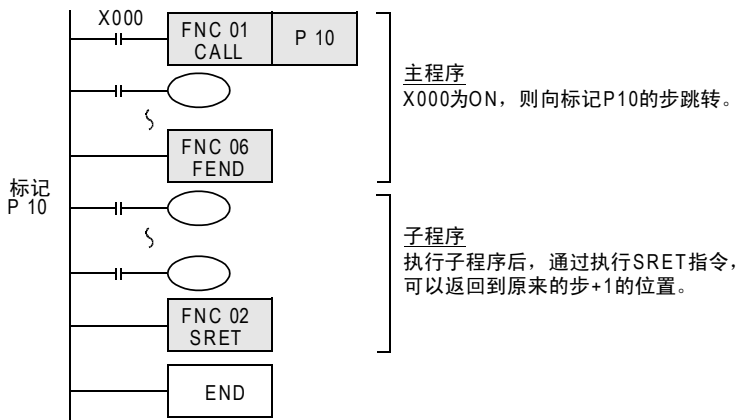 X000
FNC 01
CALL
P 10
主程序
X000为ON，则向标记P10的步跳转。
FNC 06
FEND
标记
P 10
子程序
执行子程序后，通过执行SRET指令，
可以返回到原来的步+1的位置。
FNC 02
SRET
END